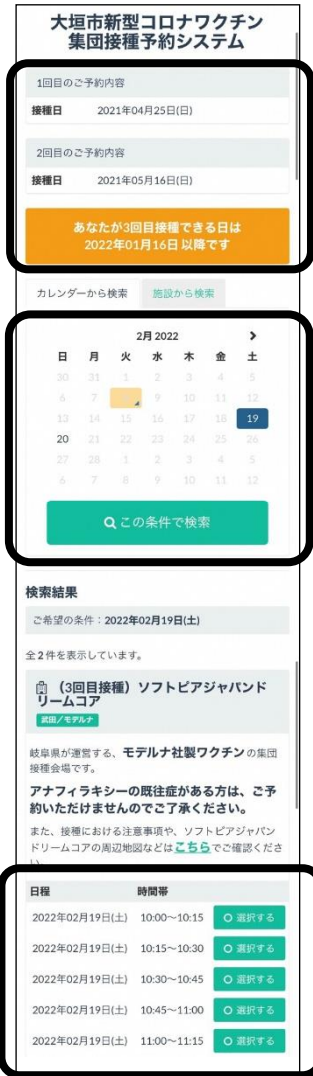 大垣市新型コロナワクチン
集団接種予約システム
1回目のご予約内容
接種日 2021年04月25日(日)
2回目のご予約内容
接種日 2021年05月16日(日)
あなたが3回目接種できる日は
2022年01月16日 以降です
カレンダーから検索 施設から検索
2月 2022
日 月 火 水 木 金 土
30 31 1 2 3 4 5
6 7 9 10 11 12
13 14 15 16 17 18 19
20 21 22 23 24 25 26
27 28 1 2 3 4 5
6 7 8 9 10 11 12
この条件で検索
検索結果
ご希望の条件：2022年02月19日(土)
全2件を表示しています。
（3回目接種）ソフトピアジャパンド
リームコア
武田／モデルナ
岐阜県が運営する、モデルナ社製ワクチンの集団
接種会場です。
アナフィラキシーの既往症がある方は、ご予
約いただけませんのでご了承ください。
また、接種における注意事項や、ソフトピアジャパン
ドリームコアの周辺地図などはこちらでご確認くださ
い。
日程 時間帯
2022年02月19日(土) 10:00～10:15 選択する
2022年02月19日(土) 10:15～10:30 選択する
2022年02月19日(土) 10:30～10:45 選択する
2022年02月19日(土) 10:45～11:00 選択する
2022年02月19日(土) 11:00～11:15 選択する